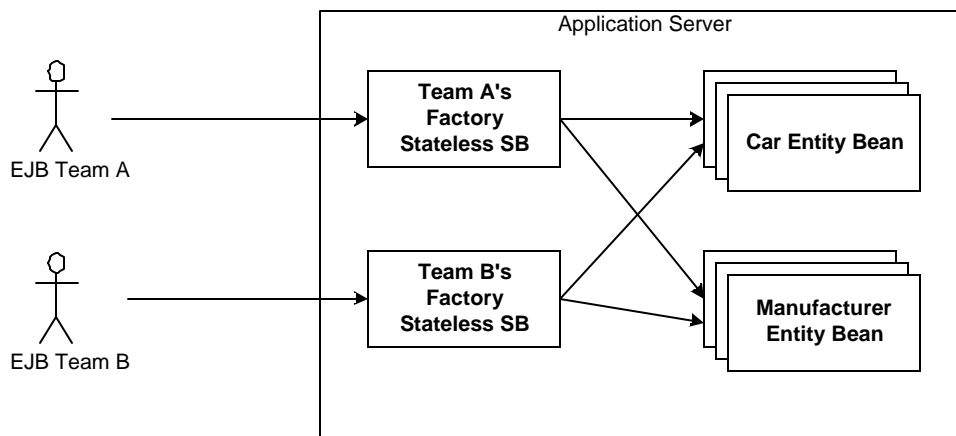 Application Server
Team A's
Factory
Stateless SB
Car Entity Bean
EJB Team A
Team B's
Factory
Stateless SB
Manufacturer
Entity Bean
EJB Team B